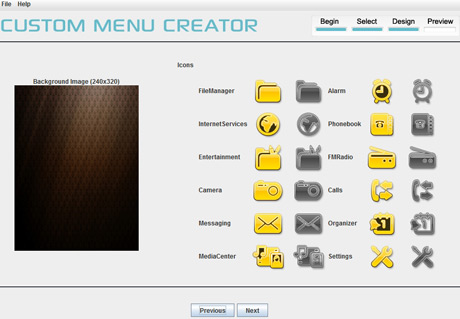 File Help
CUSTOM MENU CREATOR
Begin Select Design Preview
Icons
Background Image (240x320)
FileManager Alarm
InternetServices Phonebook
Entertainment FMRadio
Camera Calls
Messaging Organizer
MediaCenter Settings
Previous Next